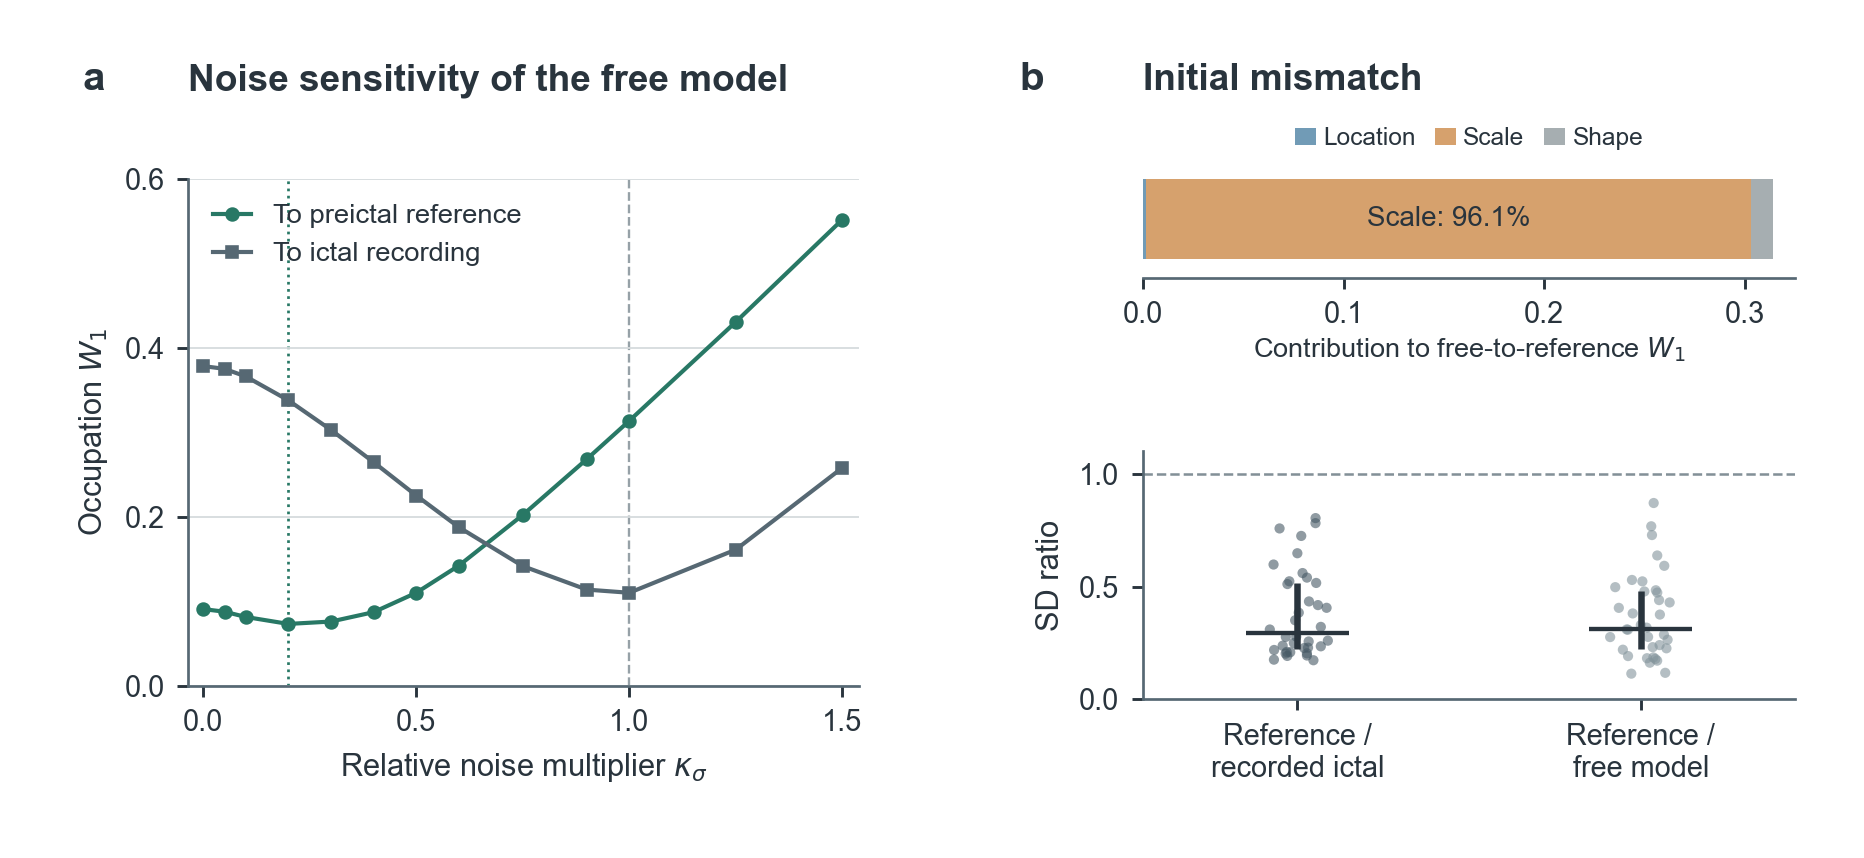 a Noise sensitivity of the free model
0.6
0.4
0.2
0.0
Occupation W₁
To preictal reference
To ictal recording
0.0 0.5 1.0 1.5
Relative noise multiplier κσ
b Initial mismatch
Location Scale Shape
Scale: 96.1%
0.0 0.1 0.2 0.3
Contribution to free-to-reference W₁
1.0
0.5
0.0
SD ratio
Reference /
recorded ictal
Reference /
free model